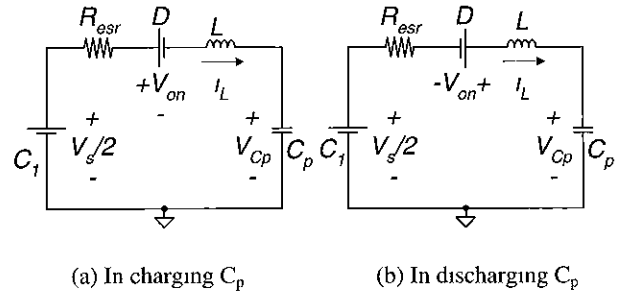 R_esr D L
+V_on
-
I_L
+
V_s/2
-
C_1
+
V_Cp
-
C_p
(a) In charging C_p
R_esr D L
-V_on+
I_L
+
V_s/2
-
C_1
+
V_Cp
-
C_p
(b) In discharging C_p